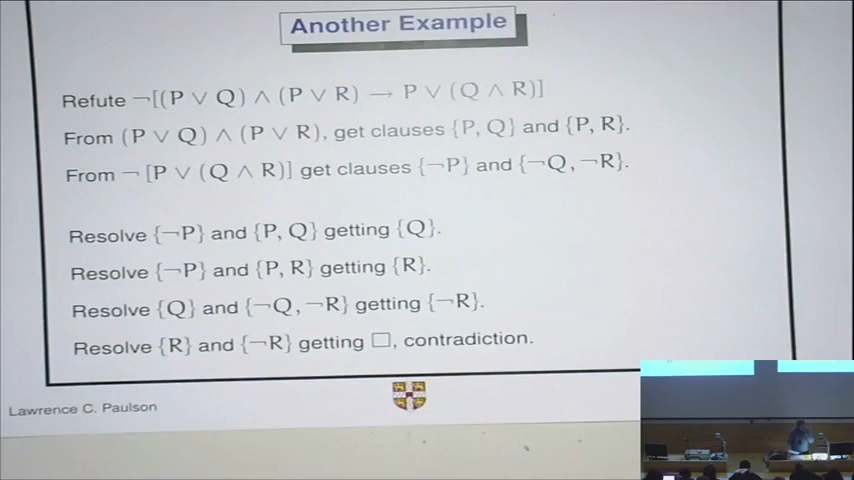 Another Example
Refute ¬[(P ∨ Q) ∧ (P ∨ R) → P ∨ (Q ∧ R)]
From (P ∨ Q) ∧ (P ∨ R), get clauses {P, Q} and {P, R}.
From ¬ [P ∨ (Q ∧ R)] get clauses {¬P} and {¬Q, ¬R}.
Resolve {¬P} and {P, Q} getting {Q}.
Resolve {¬P} and {P, R} getting {R}.
Resolve {Q} and {¬Q, ¬R} getting {¬R}.
Resolve {R} and {¬R} getting □, contradiction.
Lawrence C. Paulson